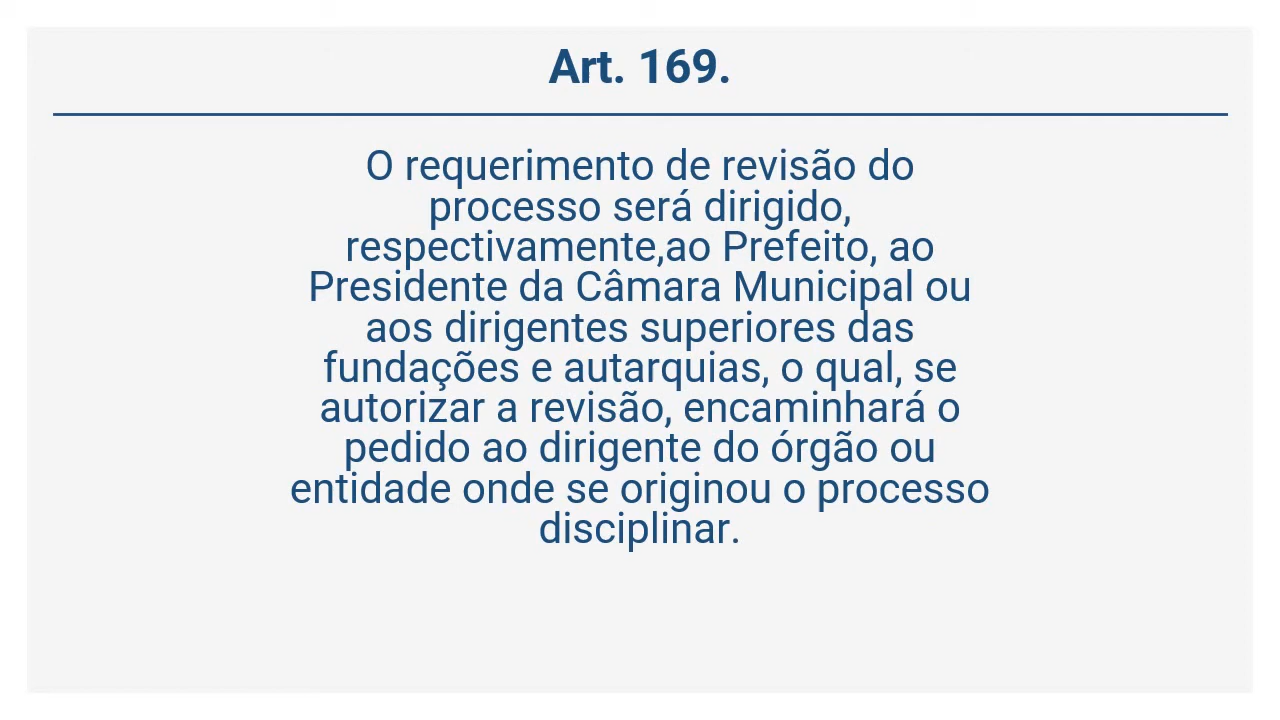 Art. 169.
O requerimento de revisão do
processo será dirigido,
respectivamente,ao Prefeito, ao
Presidente da Câmara Municipal ou
aos dirigentes superiores das
fundações e autarquias, o qual, se
autorizar a revisão, encaminhará o
pedido ao dirigente do órgão ou
entidade onde se originou o processo
disciplinar.